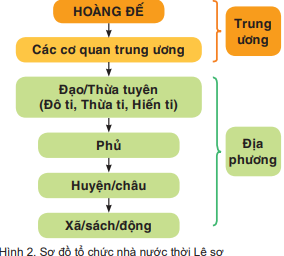 HOÀNG ĐẾ
Các cơ quan trung ương
Trung
ương
Đạo/Thừa tuyên
(Đô ti, Thừa ti, Hiến ti)
Phủ
Huyện/châu
Xã/sách/động
Địa
phương
Hình 2. Sơ đồ tổ chức nhà nước thời Lê sơ